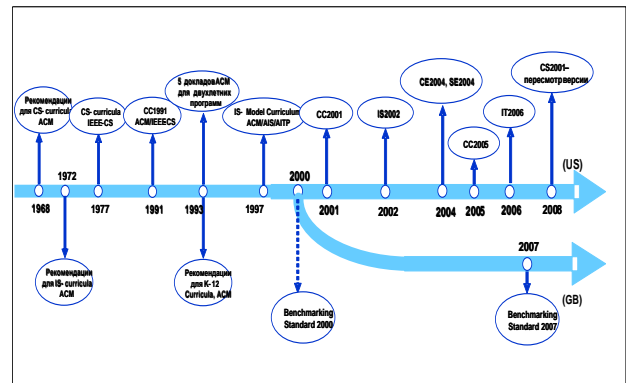 Рекомендации
для CS- curricula
ACM
CS- curricula
IEEE-CS
CC1991
ACM/IEEECS
5 докладов ACM
для двухлетних
программ
IS- Model Curriculum
ACM/AIS/AITP
CC2001
IS2002
CE2004, SE2004
CC2005
IT2006
CS2001–
пересмотр версии
(US)
1972
2000
1968
1977
1991
1993
1997
2001
2002
2004
2005
2006
2008
Рекомендации
для IS- curricula
ACM
Рекомендации
для K- 12
Curricula, ACM
2007
(GB)
Benchmarking
Standard 2000
Benchmarking
Standard 2007